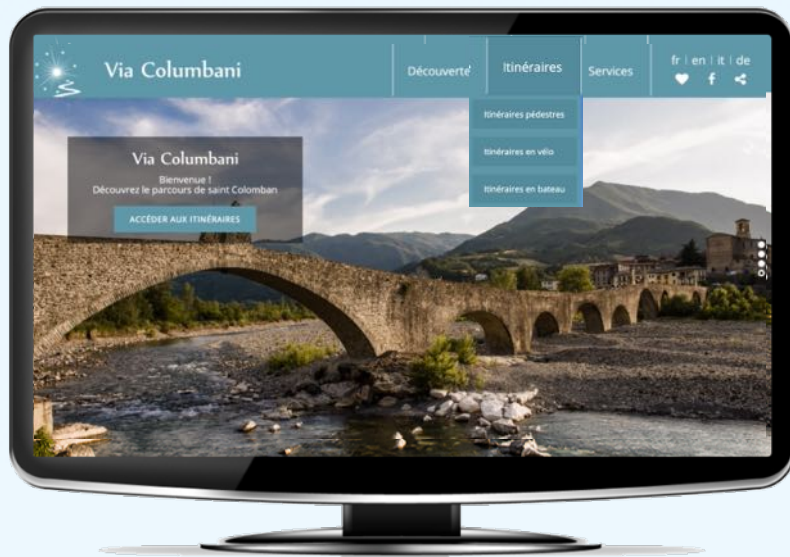 Via Columbani
Découverte
Itinéraires
Services
fr | en | it | de
Itinéraires pédestres
Itinéraires en vélo
Itinéraires en bateau
Via Columbani
Bienvenue !
Découvrez le parcours de saint Colomban
ACCÉDER AUX ITINÉRAIRES